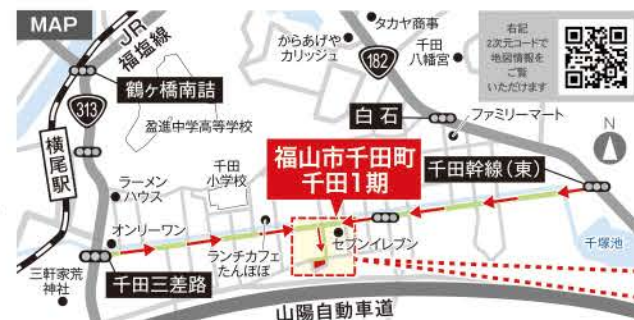 MAP
JR
福塩線
タカヤ商事
からあげや
カリッジュ
182
千田
八幡宮
右記
2次元コードで
地図情報を
ご覧
いただけます
鶴ヶ橋南詰
313
横尾駅
盈進中学高等学校
白石
ファミリーマート
N
福山市千田町
千田1期
千田幹線(東)
千田
小学校
ラーメン
ハウス
オンリーワン
ランチカフェ
たんぽぽ
セブンイレブン
千塚池
三軒家荒
神社
千田三差路
山陽自動車道